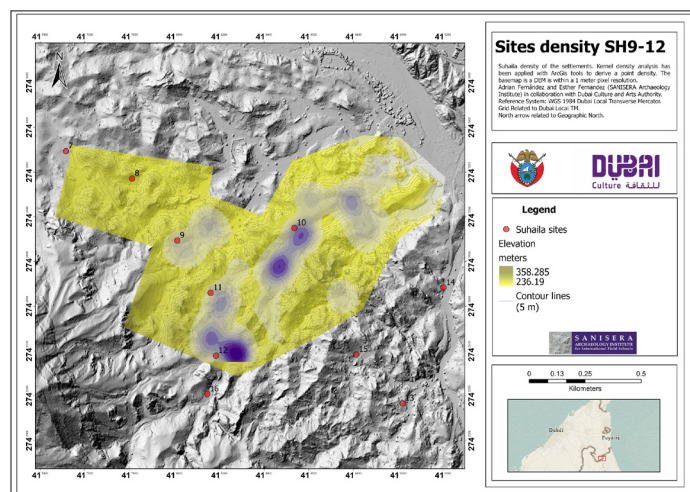 Sites density SH9-12
Suhaila density of the settlements. Kernel density analysis has
been applied with ArcGis tools to derive a point density. The
basemap is a DEM is within a 1 meter pixel resolution.
Adrian Fernández and Esther Fernandez (SANISERA Archaeology
Institute) in collaboration with Dubai Culture and Arts Authority.
Reference System: WGS 1984 Dubai Local Transverse Mercator.
Grid Related to Dubai Local TM.
North arrow related to Geographic North.
DUBAI
Culture للثقافة
Legend
Suhaila sites
Elevation
meters
358.285
236.19
Contour lines
(5 m)
SANISERA
ARCHAEOLOGY INSTITUTE
for International Field Schools
0 0.13 0.25 0.5
Kilometers
Dubai
N
8
9
10
11
12
14
16